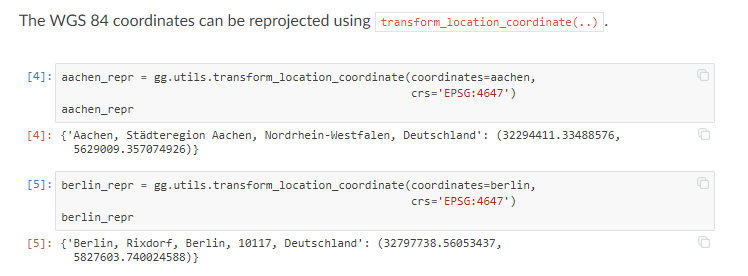 The WGS 84 coordinates can be reprojected using transform_location_coordinate(..) .
[4]: aachen_repr = gg.utils.transform_location_coordinate(coordinates=aachen,
crs='EPSG:4647')
aachen_repr
[4]: {'Aachen, Städteregion Aachen, Nordrhein-Westfalen, Deutschland': (32294411.33488576,
5629009.357074926)}
[5]: berlin_repr = gg.utils.transform_location_coordinate(coordinates=berlin,
crs='EPSG:4647')
berlin_repr
[5]: {'Berlin, Rixdorf, Berlin, 10117, Deutschland': (32797738.56053437,
5827603.740024588)}